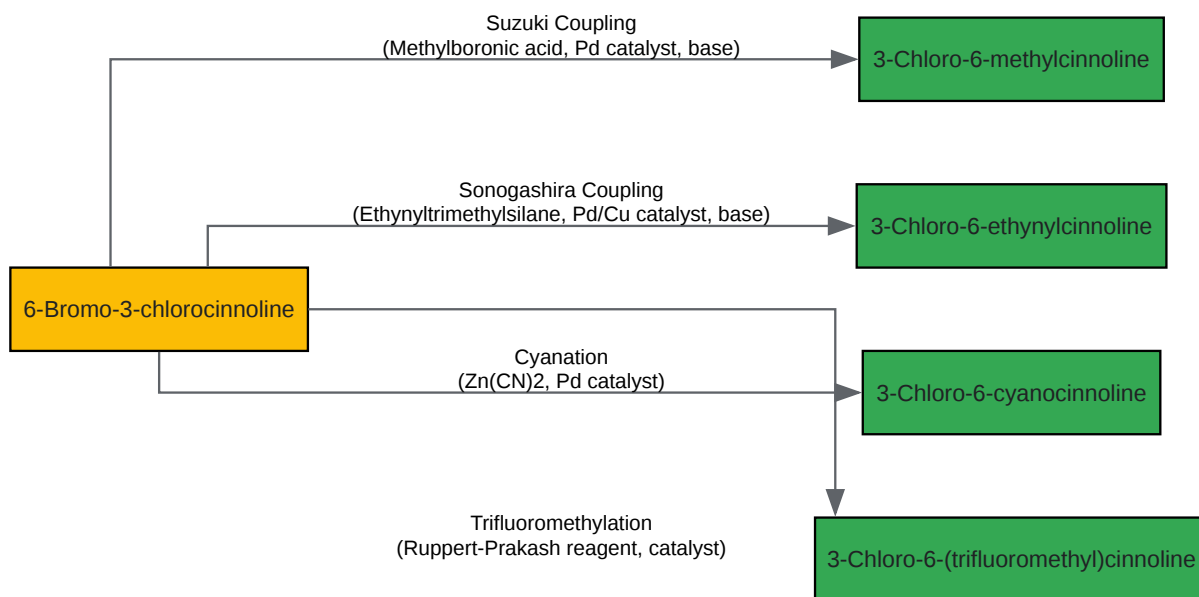 Suzuki Coupling
(Methylboronic acid, Pd catalyst, base)
3-Chloro-6-methylcinnoline
Sonogashira Coupling
(Ethynyltrimethylsilane, Pd/Cu catalyst, base)
3-Chloro-6-ethynylcinnoline
6-Bromo-3-chlorocinnoline
Cyanation
(Zn(CN)2, Pd catalyst)
3-Chloro-6-cyanocinnoline
Trifluoromethylation
(Ruppert-Prakash reagent, catalyst)
3-Chloro-6-(trifluoromethyl)cinnoline